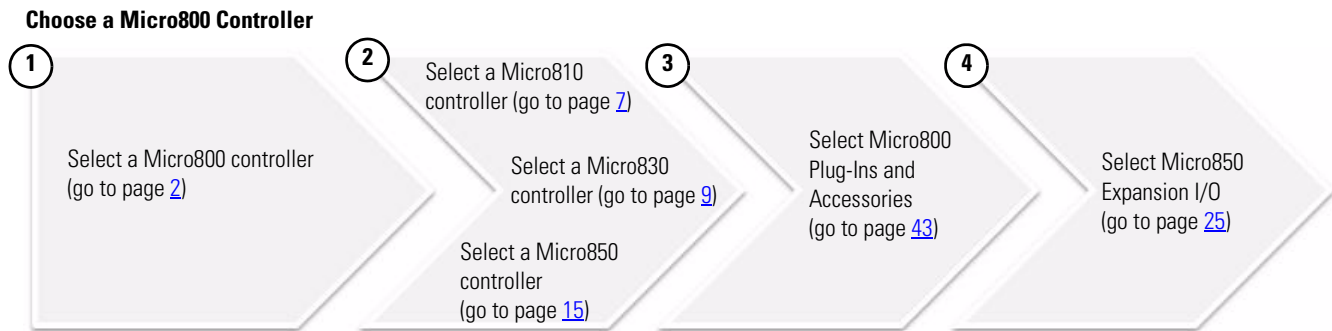 Choose a Micro800 Controller
1
Select a Micro800 controller
(go to page 2)
2
Select a Micro810
controller (go to page 7)
Select a Micro830
controller (go to page 9)
Select a Micro850
controller
(go to page 15)
3
Select Micro800
Plug-Ins and
Accessories
(go to page 43)
4
Select Micro850
Expansion I/O
(go to page 25)